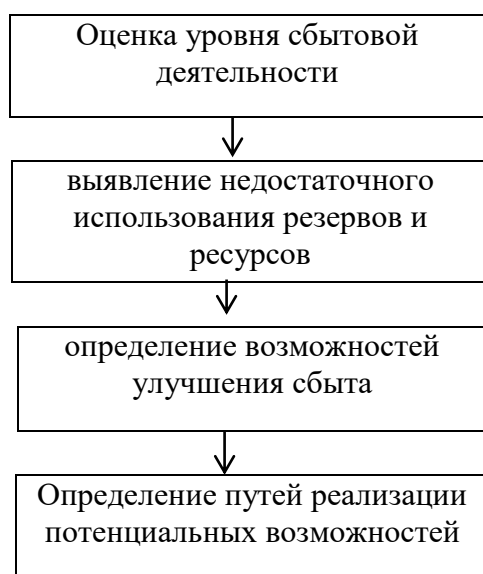 Оценка уровня сбытовой
деятельности
выявление недостаточного
использования резервов и
ресурсов
определение возможностей
улучшения сбыта
Определение путей реализации
потенциальных возможностей